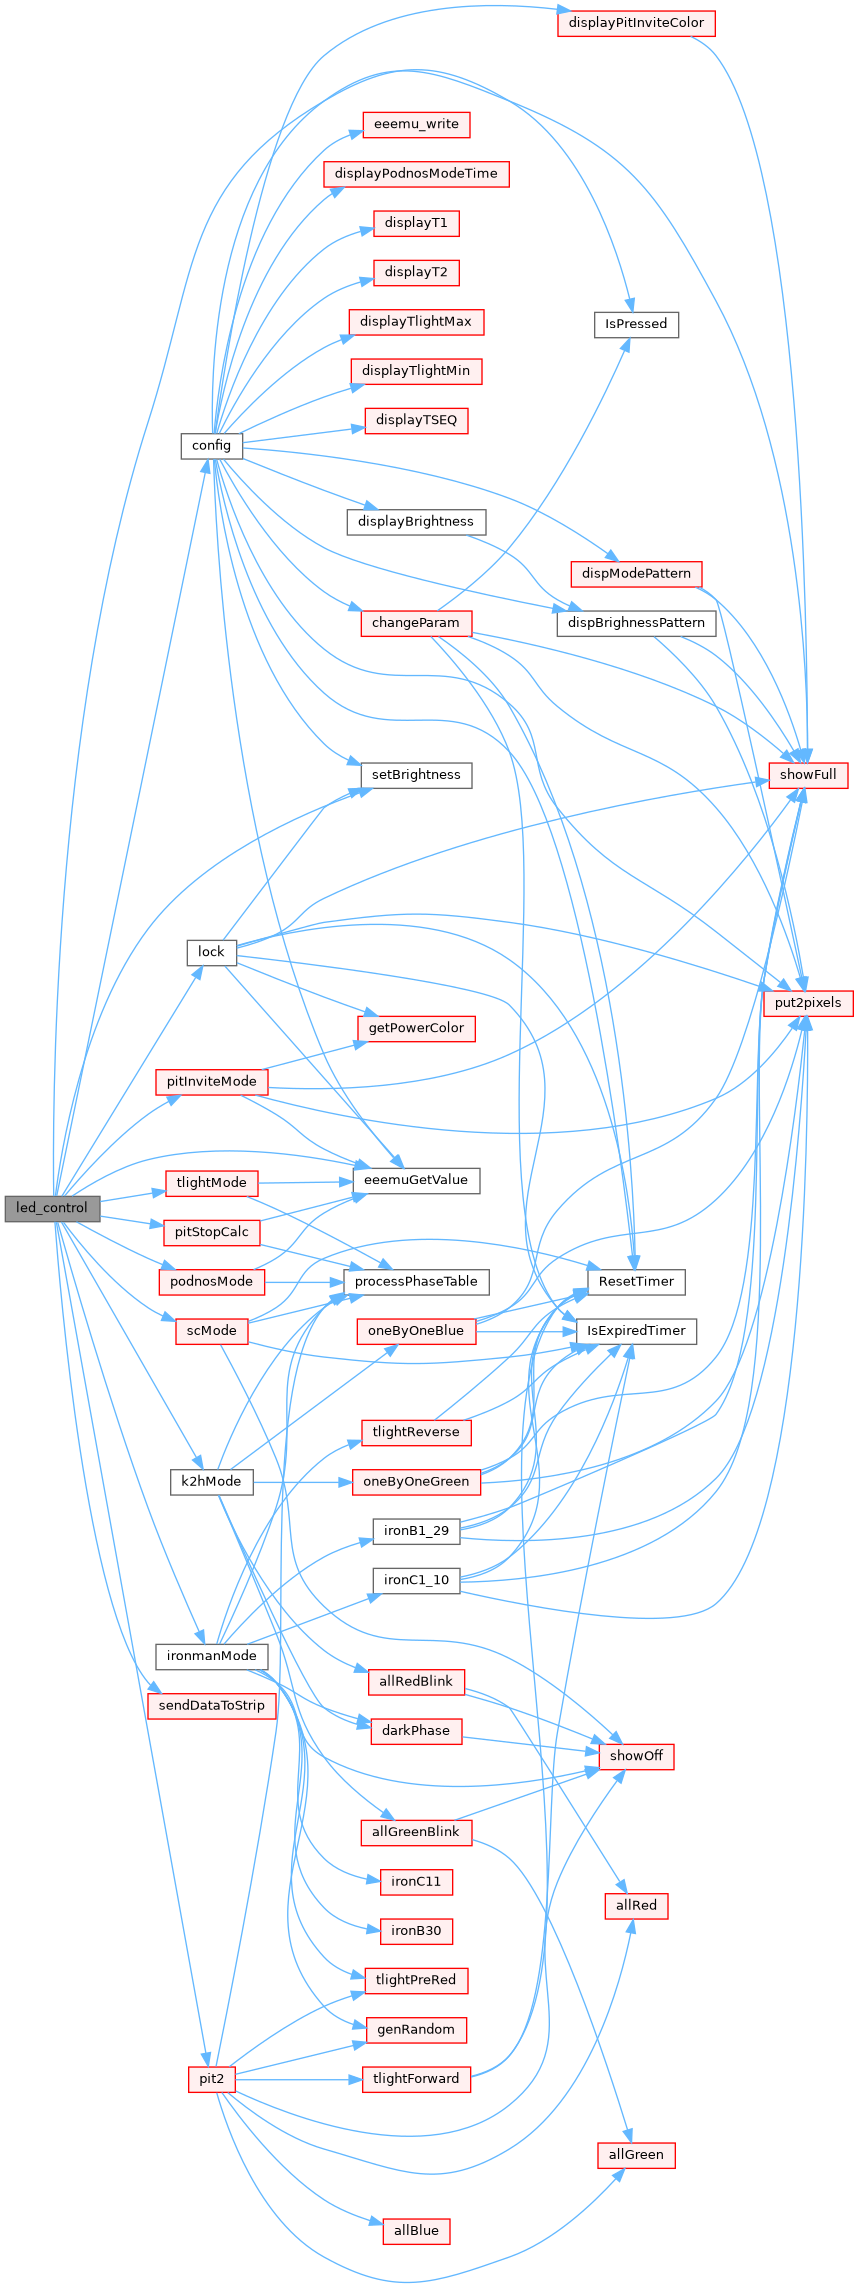 displayPitInviteColor
eeemu_write
displayPodnosModeTime
displayT1
displayT2
displayTlightMax
IsPressed
displayTlightMin
displayTSEQ
config
displayBrightness
dispModePattern
changeParam
dispBrighnessPattern
setBrightness
showFull
lock
put2pixels
getPowerColor
pitInviteMode
eeemuGetValue
tlightMode
led_control
pitStopCalc
podnosMode
processPhaseTable
ResetTimer
scMode
oneByOneBlue
IsExpiredTimer
tlightReverse
k2hMode
oneByOneGreen
ironB1_29
ironC1_10
ironmanMode
allRedBlink
sendDataToStrip
darkPhase
showOff
allGreenBlink
ironC11
allRed
ironB30
tlightPreRed
genRandom
pit2
tlightForward
allGreen
allBlue